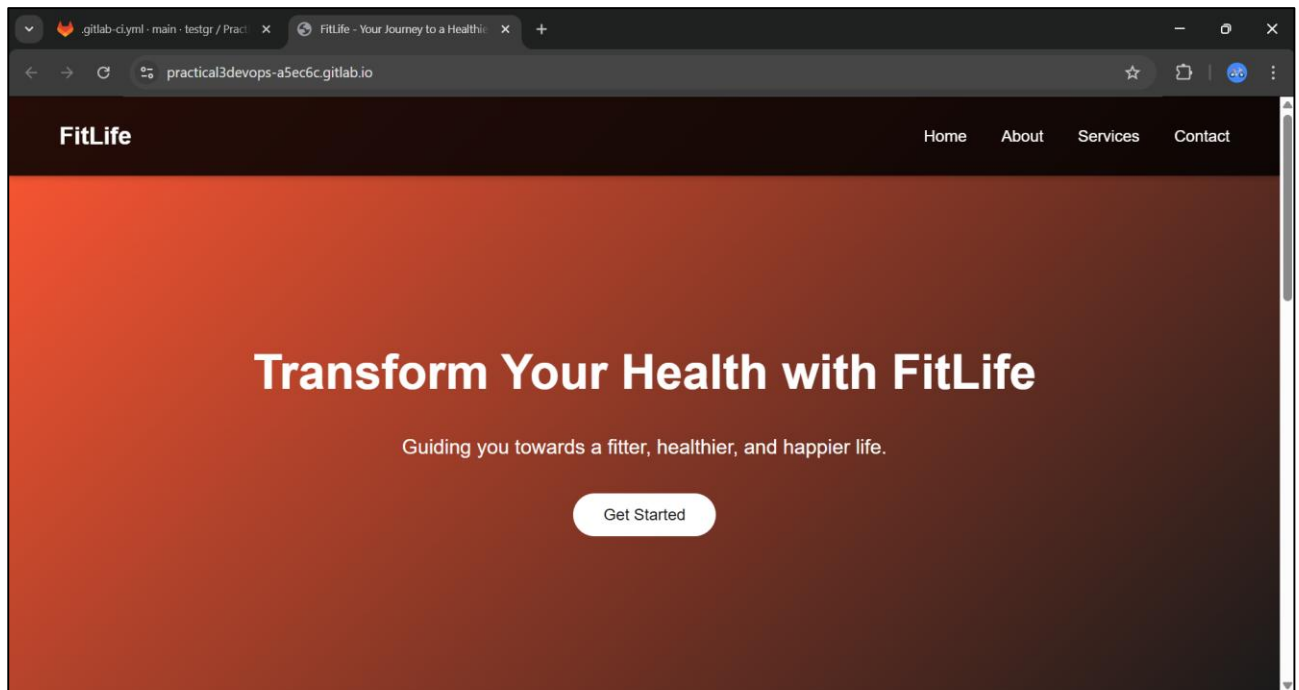 .gitlab-ci.yml · main · testgr / Pract
FitLife - Your Journey to a Healthie
practical3devops-a5ec6c.gitlab.io
FitLife
Home About Services Contact
Transform Your Health with FitLife
Guiding you towards a fitter, healthier, and happier life.
Get Started